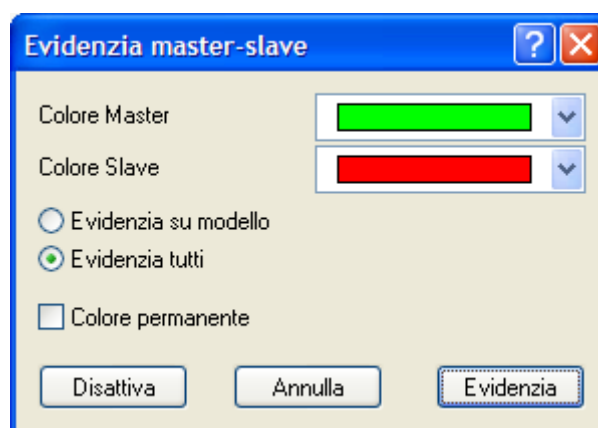 Evidenzia master-slave
Colore Master
Colore Slave
Evidenzia su modello
Evidenzia tutti
Colore permanente
Disattiva Annulla Evidenzia